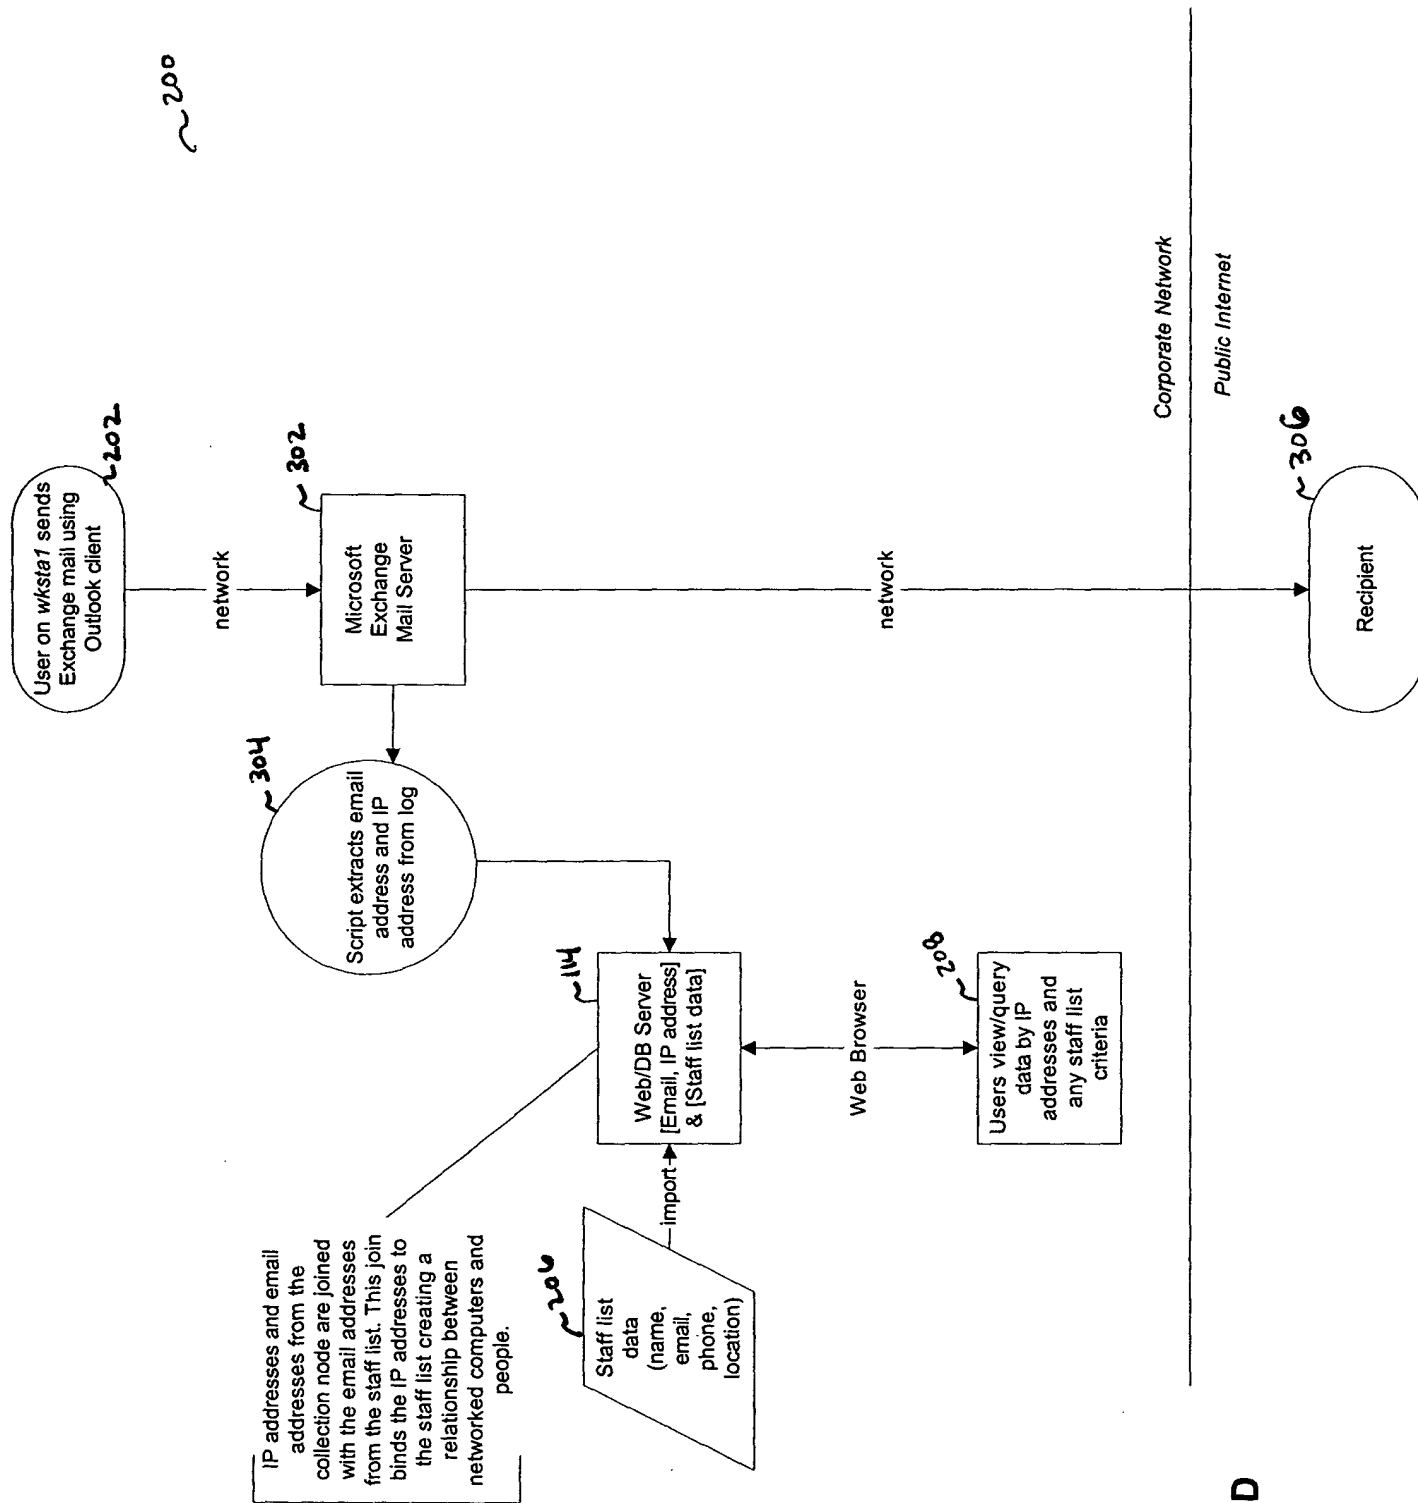 ~200
User on wksta1 sends
Exchange mail using
Outlook client
~202
network
Microsoft
Exchange
Mail Server
~302
Script extracts email
address and IP
address from log
~304
network
IP addresses and email
addresses from the
collection node are joined
with the email addresses
from the staff list. This join
binds the IP addresses to
the staff list creating a
relationship between
networked computers and
people.
Web/DB Server
[Email, IP address]
& [Staff list data]
~114
Staff list
data
(name,
email,
phone,
location)
~206
import
Web Browser
Users view/query
data by IP
addresses and
any staff list
criteria
208
Corporate Network
Public Internet
Recipient
~306
D